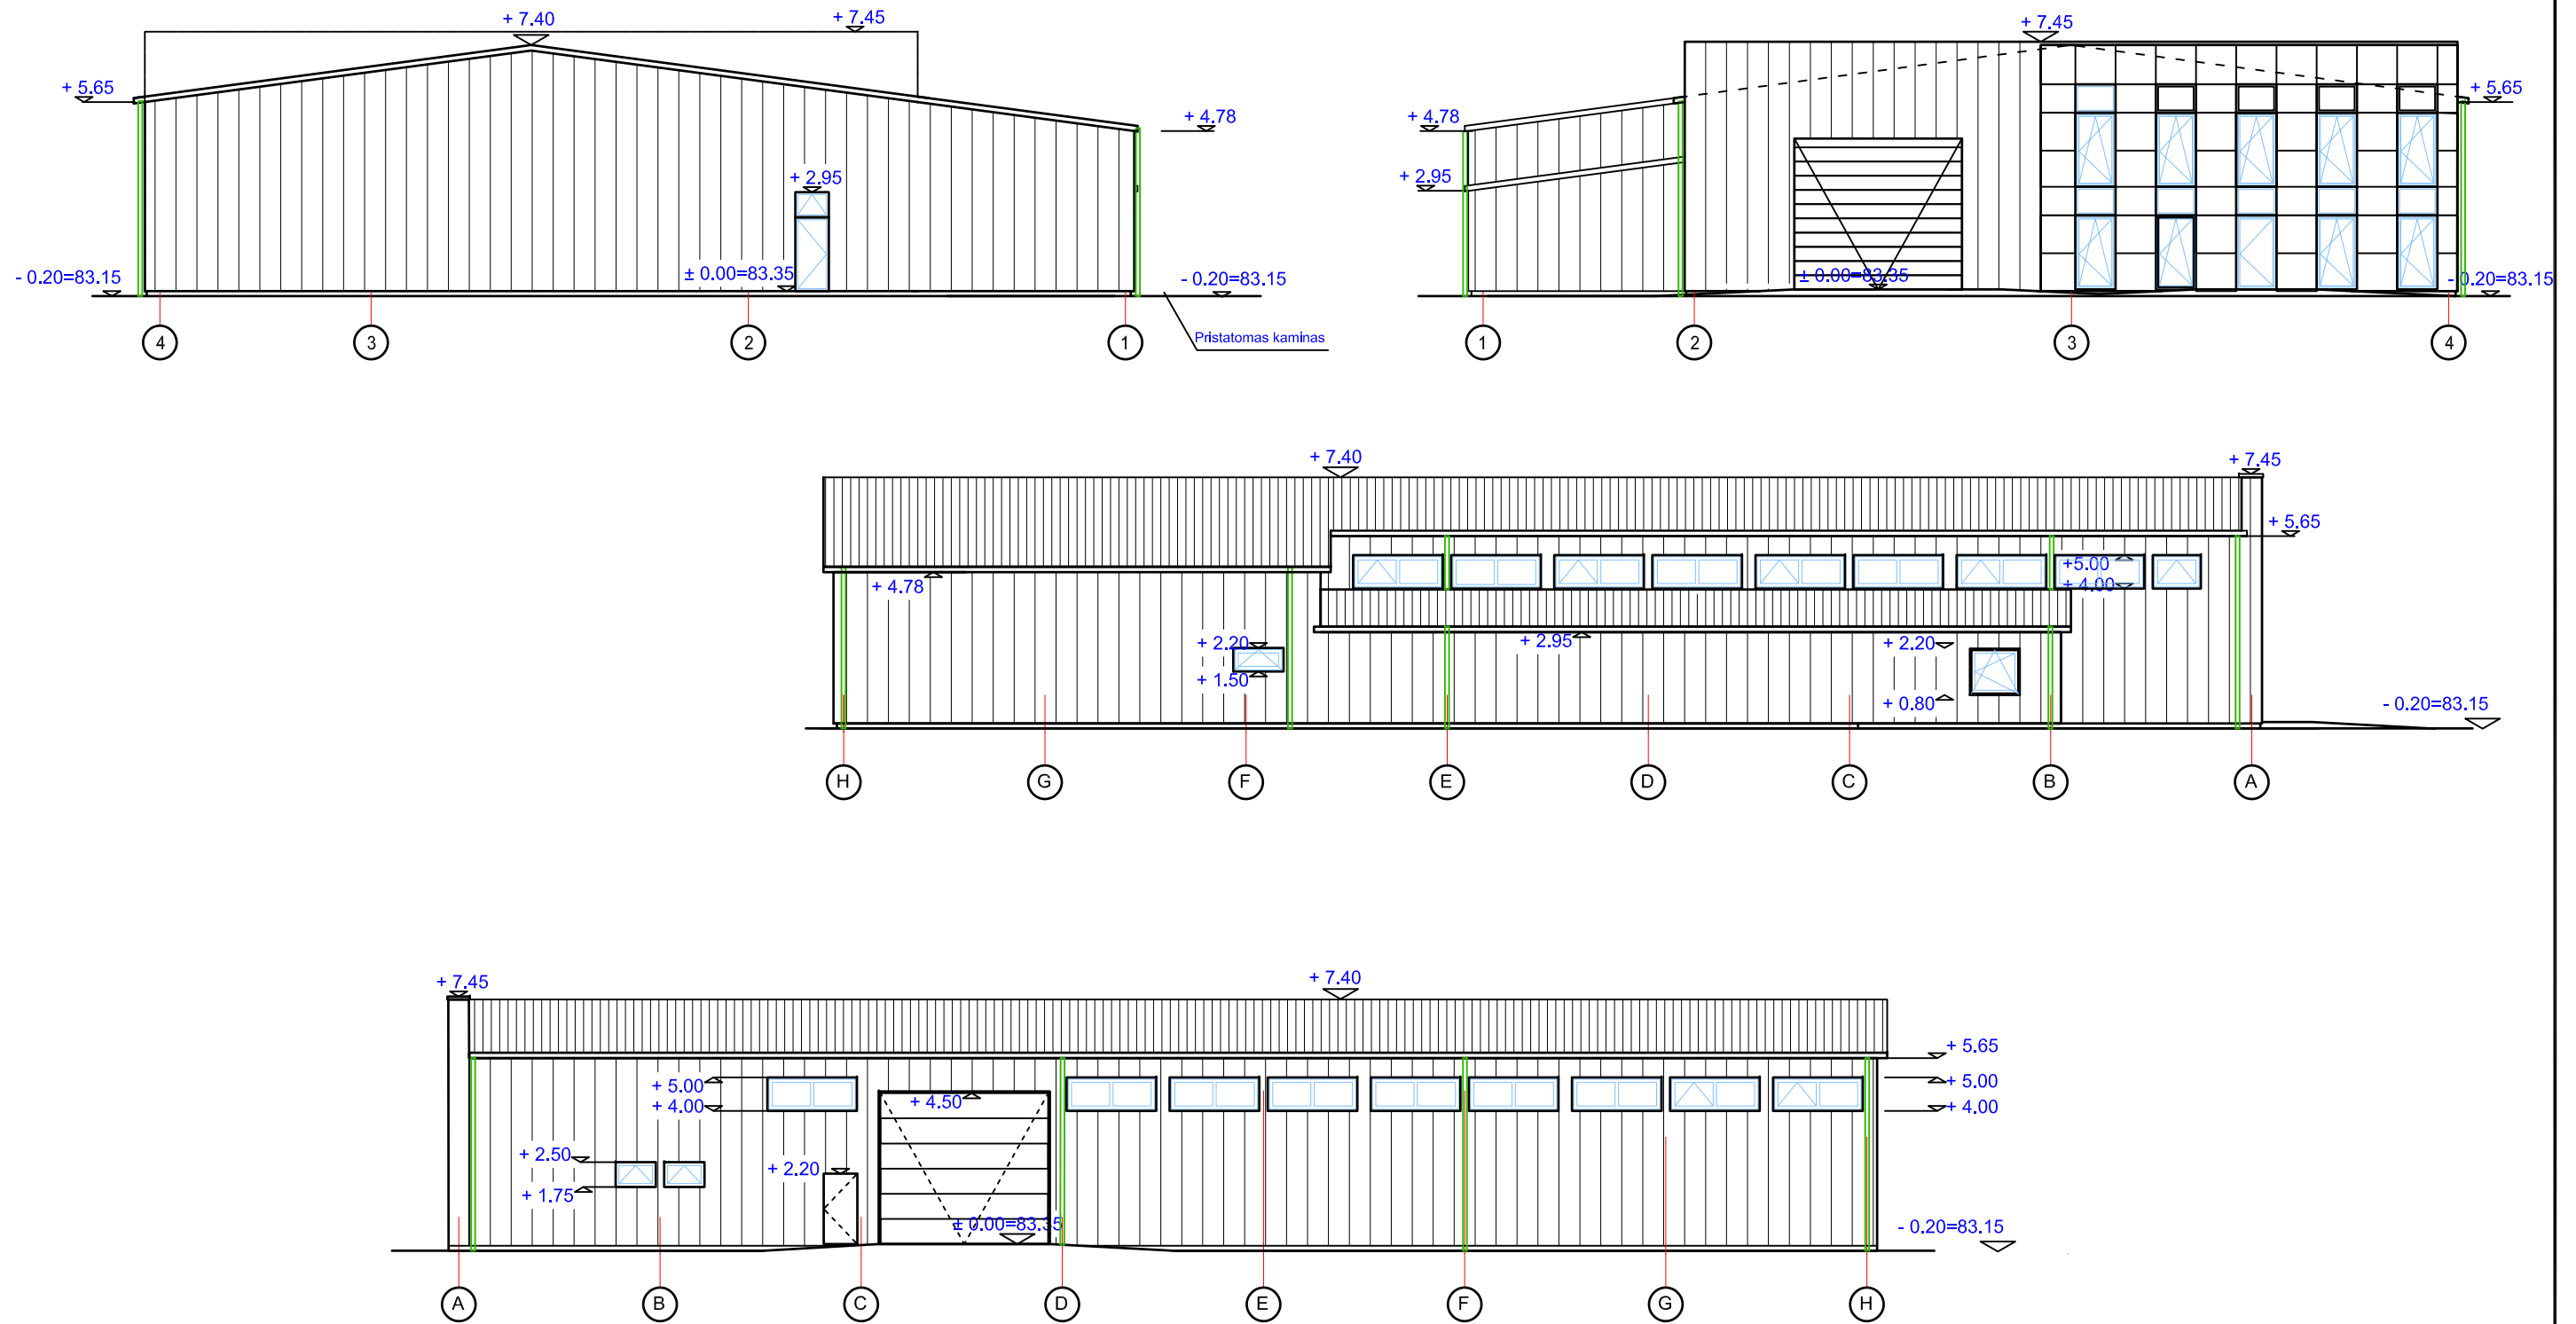 + 7.40
+ 7.45
+ 5.65
+ 4.78
+ 2.95
± 0.00=83.35
- 0.20=83.15
- 0.20=83.15
4
3
2
1
Pristatomas kaminas
+ 7.45
+ 5.65
+ 4.78
+ 2.95
± 0.00=83.35
- 0.20=83.15
1
2
3
4
+ 7.40
+ 7.45
+ 5.65
+5.00
+ 4.00
+ 4.78
+ 2.20
+ 2.95
+ 2.20
+ 1.50
+ 0.80
- 0.20=83.15
H
G
F
E
D
C
B
A
+ 7.45
+ 7.40
+ 5.65
+ 5.00
+ 5.00
+ 4.00
+ 4.50
+ 4.00
+ 2.50
+ 2.20
+ 1.75
± 0.00=83.35
- 0.20=83.15
A
B
C
D
E
F
G
H